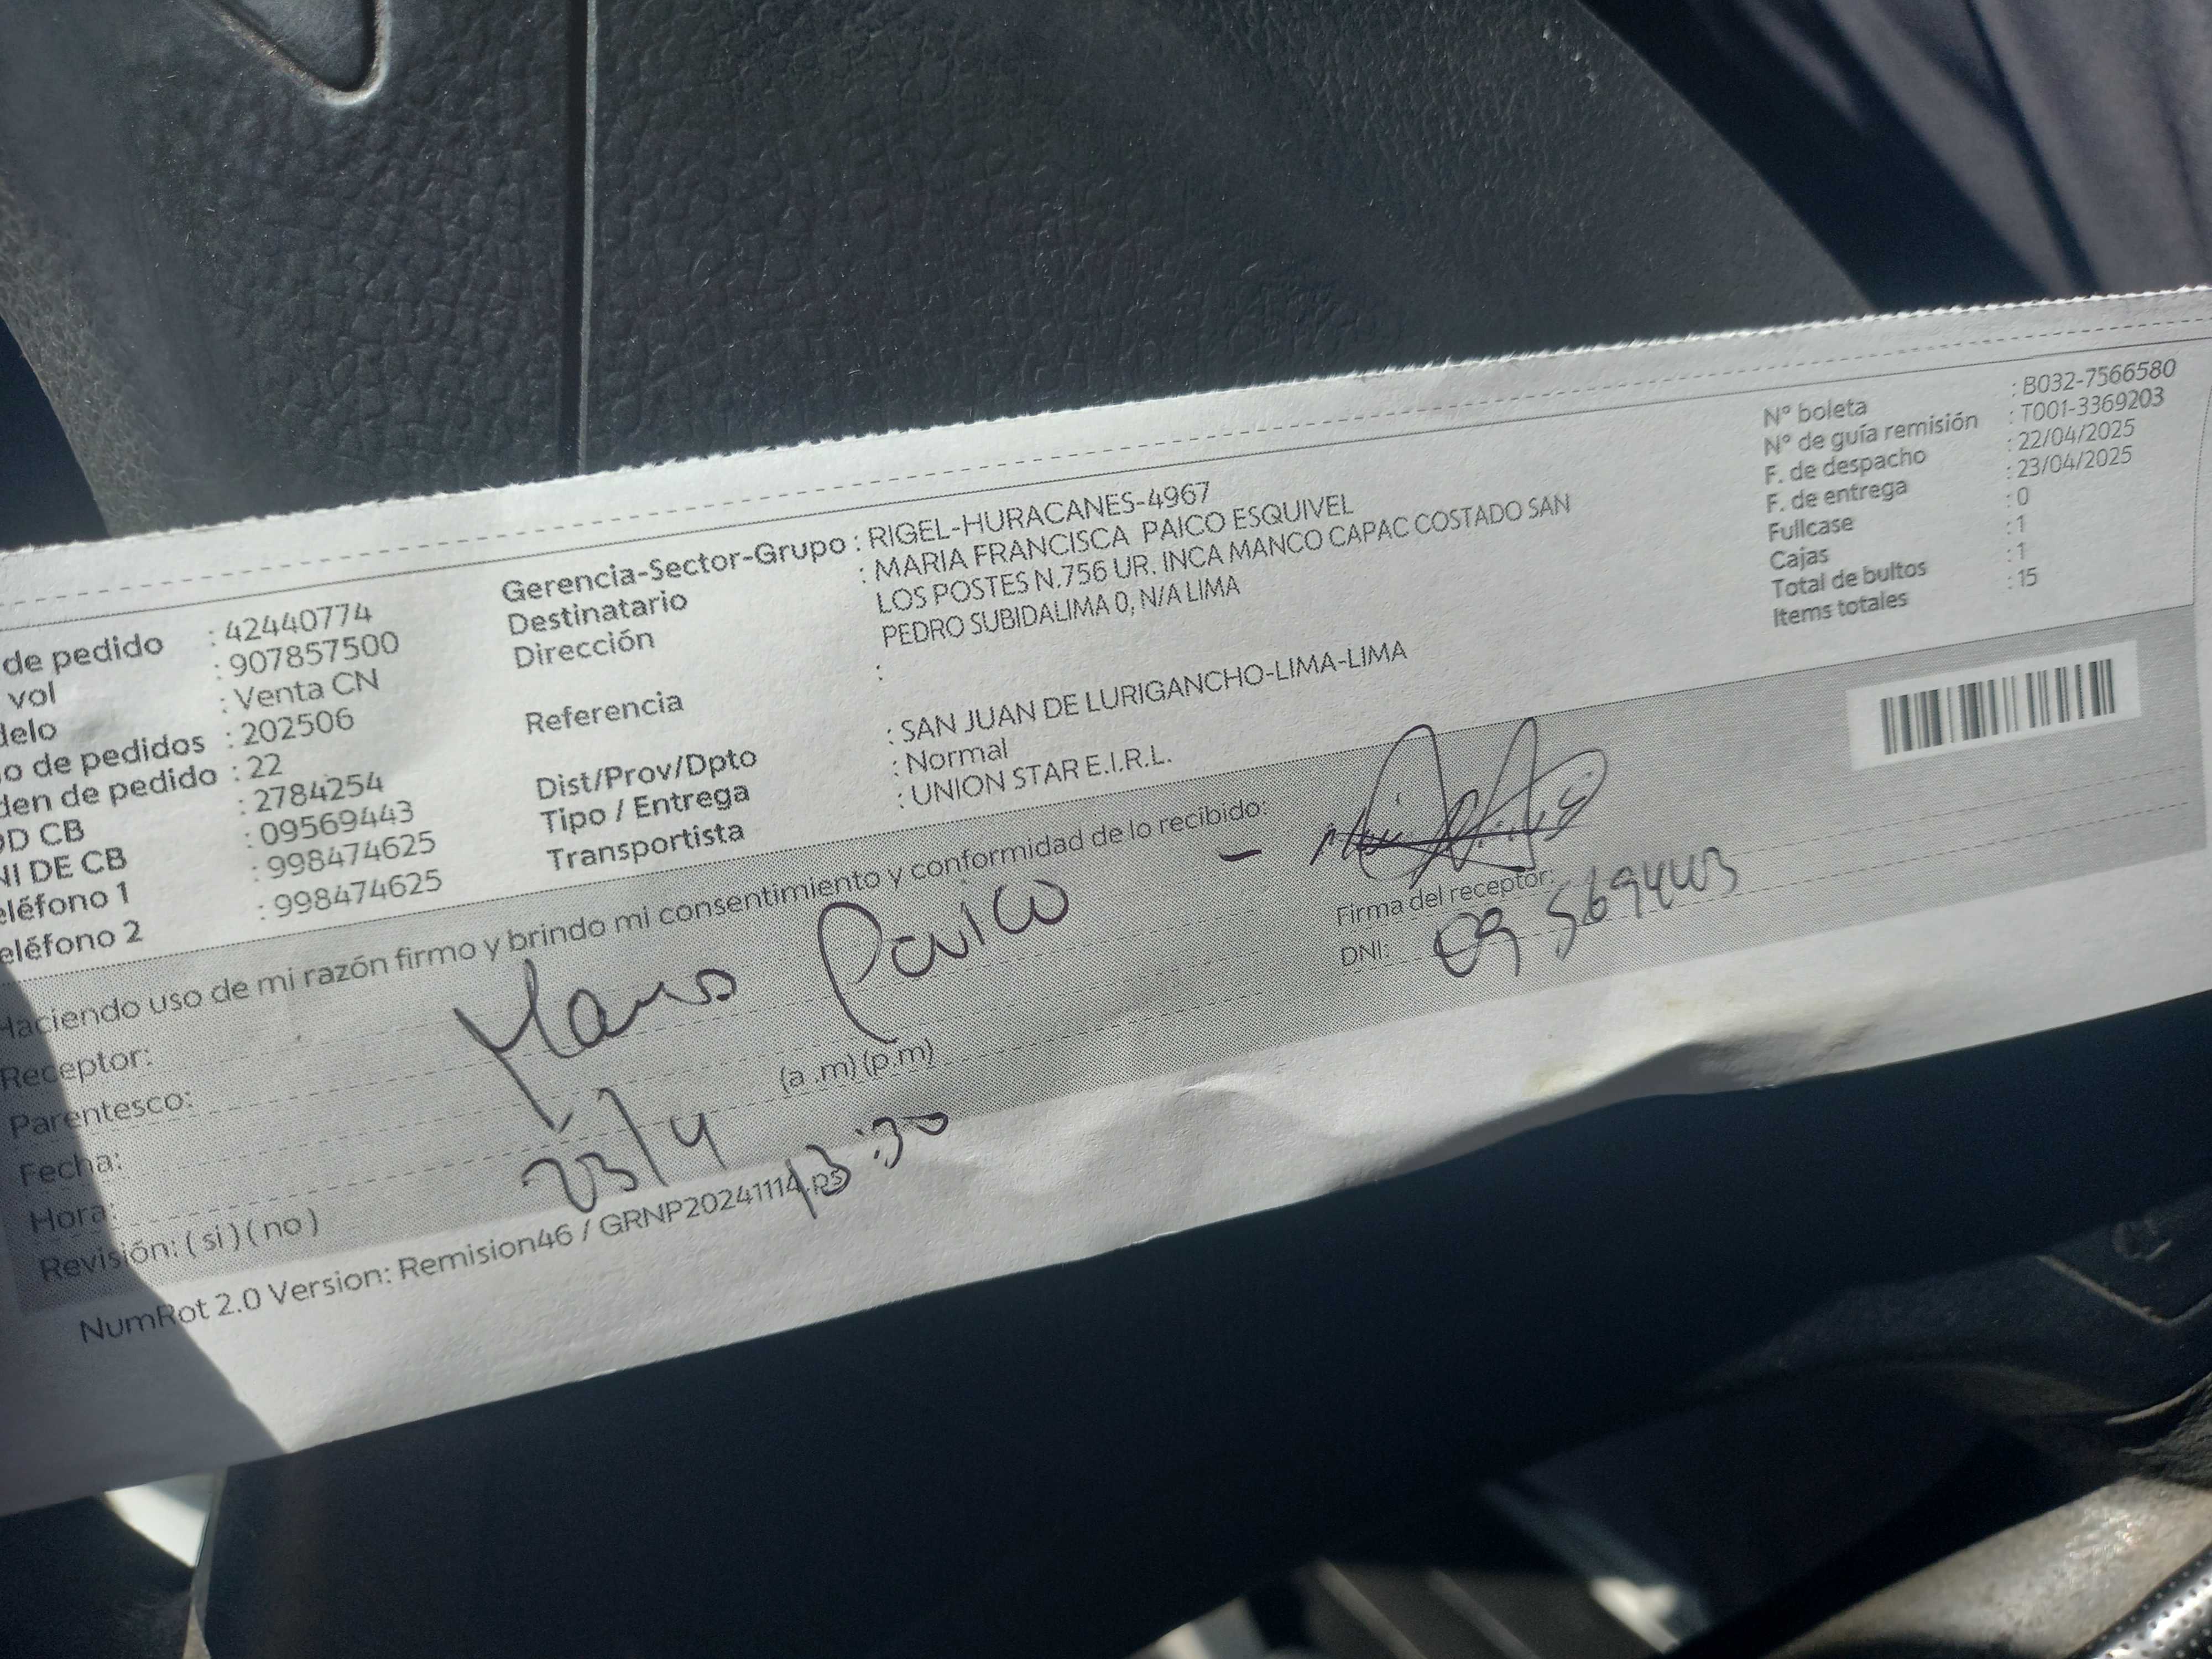 de pedido : 42440774
vol : 907857500
delo : Venta CN
o de pedidos : 202506
den de pedido : 22
OD CB : 2784254
NI DE CB : 09569443
eléfono 1 : 998474625
eléfono 2 : 998474625
Gerencia-Sector-Grupo : RIGEL-HURACANES-4967
Destinatario : MARIA FRANCISCA PAICO ESQUIVEL
Dirección LOS POSTES N.756 UR. INCA MANCO CAPAC COSTADO SAN
PEDRO SUBIDALIMA 0, N/A LIMA
Referencia :
Dist/Prov/Dpto : SAN JUAN DE LURIGANCHO-LIMA-LIMA
Tipo / Entrega : Normal
Transportista : UNION STAR E.I.R.L.
N° boleta : B032-7566580
N° de guía remisión : T001-3369203
F. de despacho : 22/04/2025
F. de entrega : 23/04/2025
Fullcase : 0
Cajas : 1
Total de bultos : 1
Items totales : 15
Haciendo uso de mi razón firmo y brindo mi consentimiento y conformidad de lo recibido:
Receptor: Paico
Parentesco:
Fecha: 23/4
Hora: (a .m) (p.m) 13:30
Revisión: ( si ) ( no )
Firma del receptor:
DNI: 09569443
NumRot 2.0 Version: Remision46 / GRNP20241114.ps